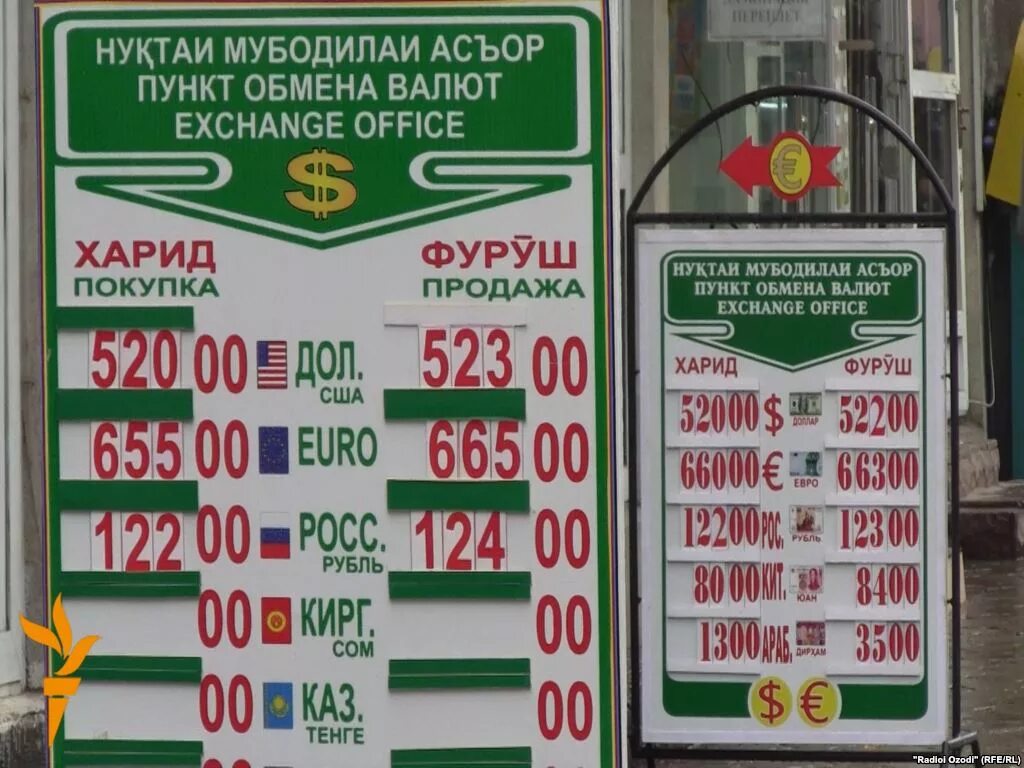 НУҚТАИ МУБОДИЛАИ АСЪОР
ПУНКТ ОБМЕНА ВАЛЮТ
EXCHANGE OFFICE
$
ХАРИД ФУРӮШ
ПОКУПКА ПРОДАЖА
520 00 ДОЛ. 523 00
США
655 00 EURO 665 00
122 00 РОСС. 124 00
РУБЛЬ
00 КИРГ. 00
СОМ
00 КАЗ. 00
ТЕНГЕ
ПЕРЕПЛЕТ
€
НУҚТАИ МУБОДИЛАИ АСЪОР
ПУНКТ ОБМЕНА ВАЛЮТ
EXCHANGE OFFICE
ХАРИД ФУРӮШ
52000 $ ДОЛЛАР 52200
66000 € ЕВРО 66300
12200 РОС. РУБЛЬ 12300
8000 КИТ. ЮАН 8400
1300 АРАБ. ДИРҲАМ 3500
$ €
"Radioi Ozodi" (RFE/RL)